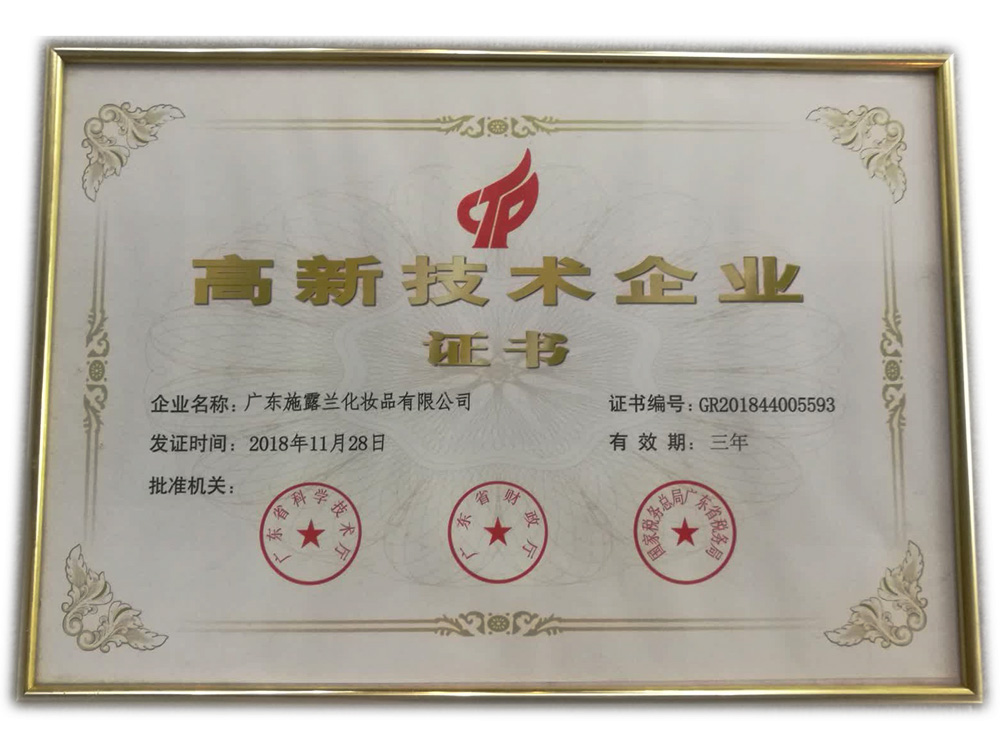 CTP
高新技术企业
证书
企业名称：广东施露兰化妆品有限公司
证书编号：GR201844005593
发证时间：2018年11月28日
有效期：三年
批准机关：
广东省科学技术厅
广东省财政厅
国家税务总局广东省税务局